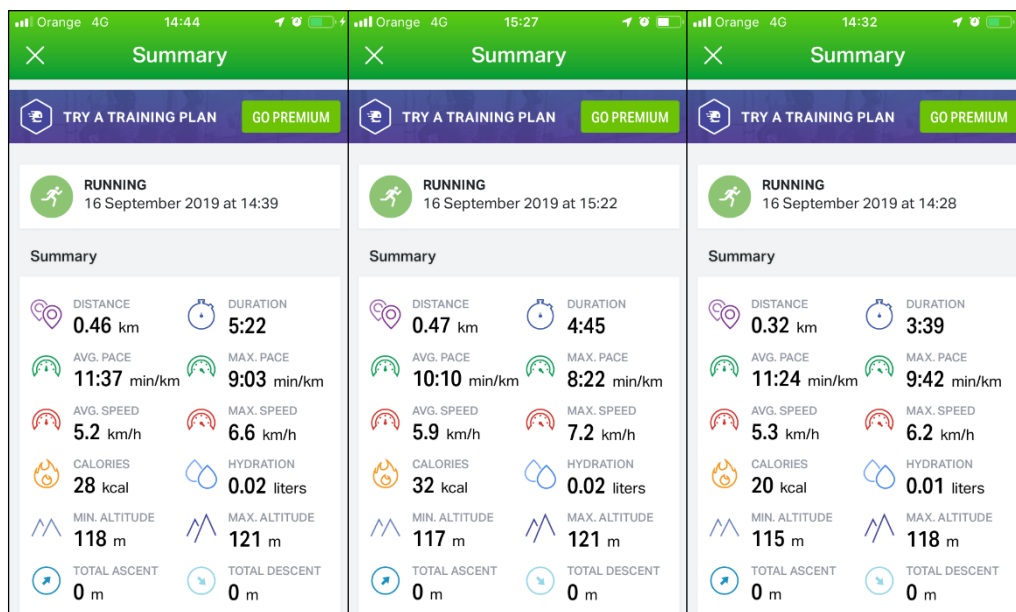 Orange 4G 14:44
Summary
TRY A TRAINING PLAN GO PREMIUM
RUNNING
16 September 2019 at 14:39
Summary
DISTANCE DURATION
0.46 km 5:22
AVG. PACE MAX. PACE
11:37 min/km 9:03 min/km
AVG. SPEED MAX. SPEED
5.2 km/h 6.6 km/h
CALORIES HYDRATION
28 kcal 0.02 liters
MIN. ALTITUDE MAX. ALTITUDE
118 m 121 m
TOTAL ASCENT TOTAL DESCENT
0 m 0 m
Orange 4G 15:27
Summary
TRY A TRAINING PLAN GO PREMIUM
RUNNING
16 September 2019 at 15:22
Summary
DISTANCE DURATION
0.47 km 4:45
AVG. PACE MAX. PACE
10:10 min/km 8:22 min/km
AVG. SPEED MAX. SPEED
5.9 km/h 7.2 km/h
CALORIES HYDRATION
32 kcal 0.02 liters
MIN. ALTITUDE MAX. ALTITUDE
117 m 121 m
TOTAL ASCENT TOTAL DESCENT
0 m 0 m
Orange 4G 14:32
Summary
TRY A TRAINING PLAN GO PREMIUM
RUNNING
16 September 2019 at 14:28
Summary
DISTANCE DURATION
0.32 km 3:39
AVG. PACE MAX. PACE
11:24 min/km 9:42 min/km
AVG. SPEED MAX. SPEED
5.3 km/h 6.2 km/h
CALORIES HYDRATION
20 kcal 0.01 liters
MIN. ALTITUDE MAX. ALTITUDE
115 m 118 m
TOTAL ASCENT TOTAL DESCENT
0 m 0 m